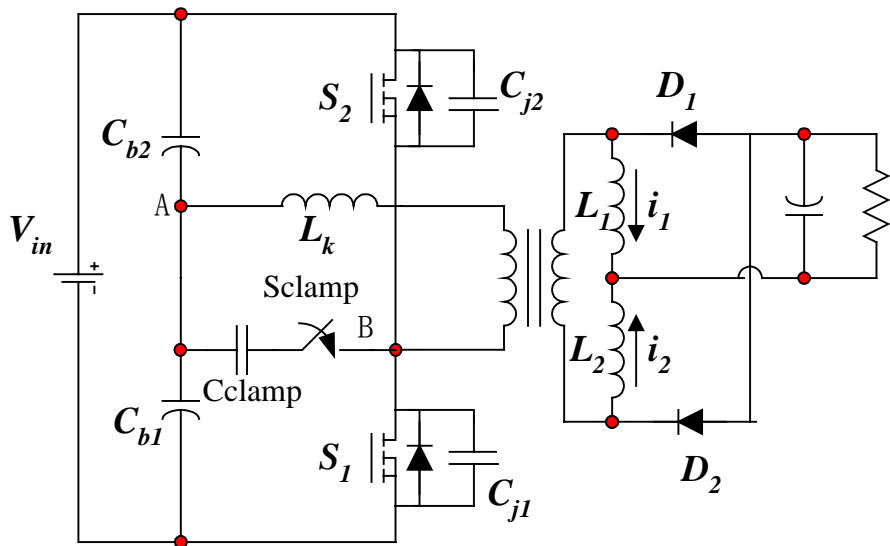 S2
Cj2
D1
Cb2
A
L1
i1
Vin
+
-
Lk
Sclamp
B
L2
i2
Cclamp
Cb1
S1
Cj1
D2